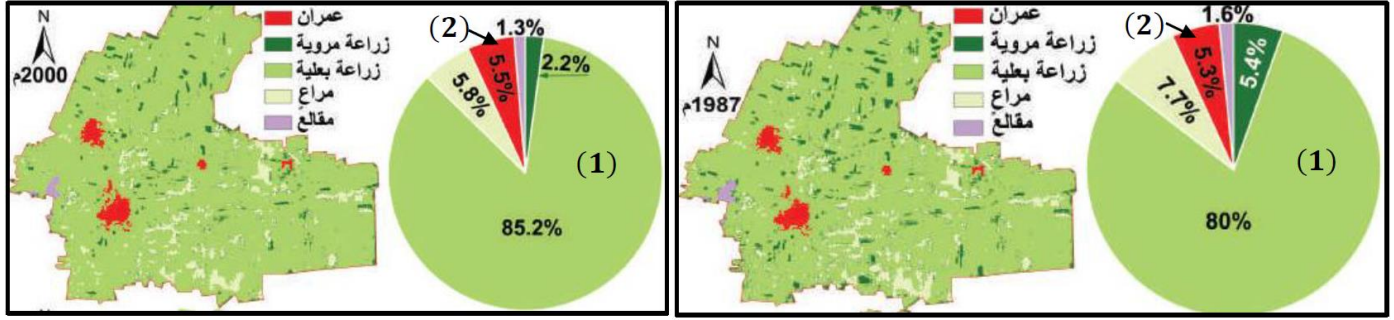 N
2000م
عمران
زراعة مروية
زراعة بعلية
مراع
مقالع
(2)
1.3%
5.5%
2.2%
5.8%
(1)
85.2%
N
1987م
عمران
زراعة مروية
زراعة بعلية
مراع
مقالع
(2)
1.6%
5.3%
5.4%
7.7%
(1)
80%